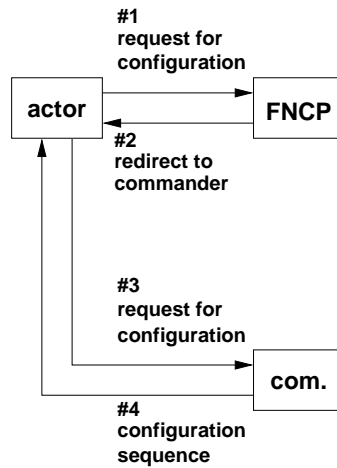 #1
request for
configuration
actor
FNCP
#2
redirect to
commander
#3
request for
configuration
com.
#4
configuration
sequence